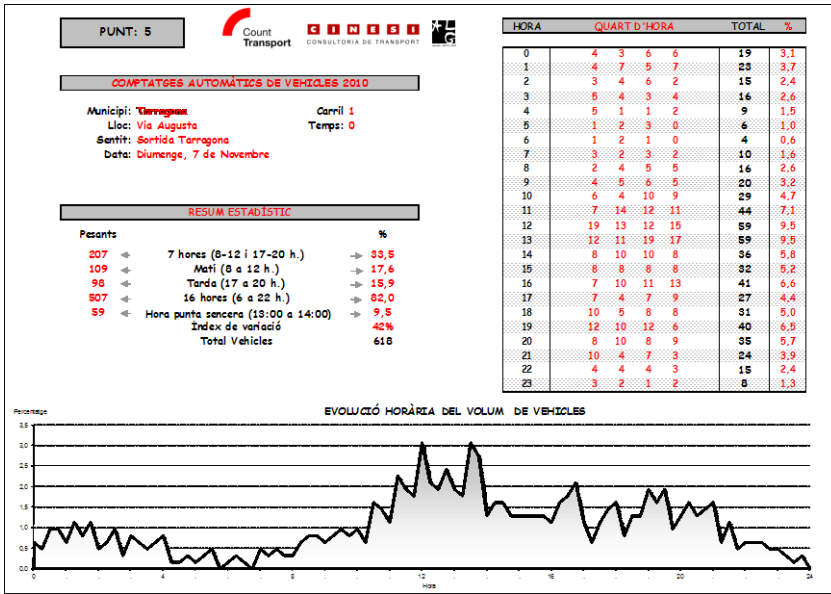 PUNT: 5
Count
Transport
CINESI
CONSULTORIA DE TRANSPORT
COMPTATGES AUTOMÀTICS DE VEHICLES 2010
Municipi: Tarragona Carril 1
Lloc: Via Augusta Temps: 0
Sentit: Sortida Tarragona
Data: Diumenge, 7 de Novembre
RESUM ESTADÍSTIC
Pesants %
207 7 hores (8-12 i 17-20 h.) 33,5
109 Matí (8 a 12 h.) 17,6
98 Tarda (17 a 20 h.) 15,9
507 16 hores (6 a 22 h.) 82,0
59 Hora punta sencera (13:00 a 14:00) 9,5
Índex de variació 42%
Total Vehicles 618
HORA QUART D'HORA TOTAL %
0 4 3 6 6 19 3,1
1 4 7 5 7 23 3,7
2 3 4 6 2 15 2,4
3 5 4 3 4 16 2,6
4 5 1 1 2 9 1,5
5 1 2 3 0 6 1,0
6 1 2 1 0 4 0,6
7 3 2 3 2 10 1,6
8 2 4 5 5 16 2,6
9 4 5 6 5 20 3,2
10 6 4 10 9 29 4,7
11 7 14 12 11 44 7,1
12 19 13 12 15 59 9,5
13 12 11 19 17 59 9,5
14 8 10 10 8 36 5,8
15 8 8 8 8 32 5,2
16 7 10 11 13 41 6,6
17 7 4 7 9 27 4,4
18 10 5 8 8 31 5,0
19 12 10 12 6 40 6,5
20 8 10 8 9 35 5,7
21 10 4 7 3 24 3,9
22 4 4 4 3 15 2,4
23 3 2 1 2 8 1,3
EVOLUCIÓ HORÀRIA DEL VOLUM DE VEHICLES
Percentatge
3,5
3,0
2,5
2,0
1,5
1,0
0,5
0,0
0 4 8 12 16 20 24
Hora